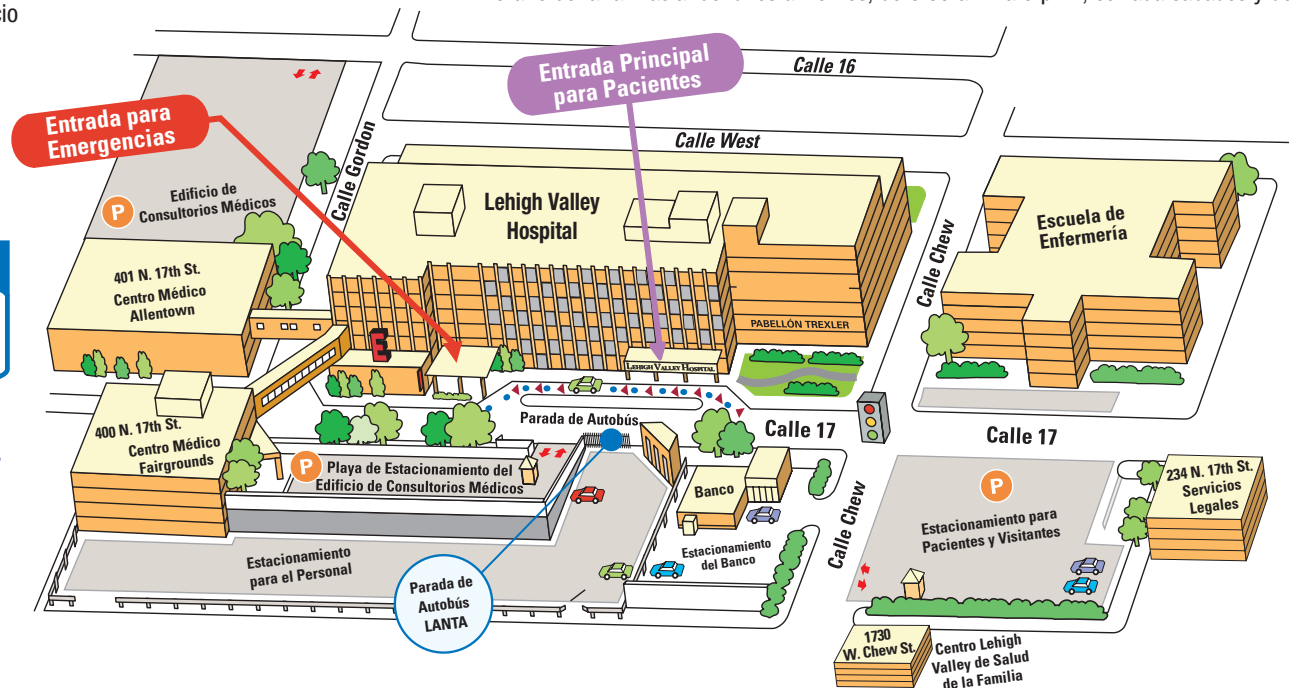 cio
Calle 16
Entrada Principal
para Pacientes
Entrada para
Emergencias
Calle West
Calle Gordon
Edificio de
Consultorios Médicos
P
Lehigh Valley
Hospital
Escuela de
Enfermería
Calle Chew
401 N. 17th St.
Centro Médico
Allentown
PABELLÓN TREXLER
E
LEHIGH VALLEY HOSPITAL
400 N. 17th St.
Centro Médico
Fairgrounds
Parada de Autobús
Calle 17
Calle 17
P
Playa de Estacionamiento del
Edificio de Consultorios Médicos
Banco
P
234 N. 17th St.
Servicios
Legales
Estacionamiento para
Pacientes y Visitantes
Calle Chew
Estacionamiento
para el Personal
Estacionamiento
del Banco
Parada de
Autobús
LANTA
1730
W. Chew St.
Centro Lehigh
Valley de Salud
de la Familia